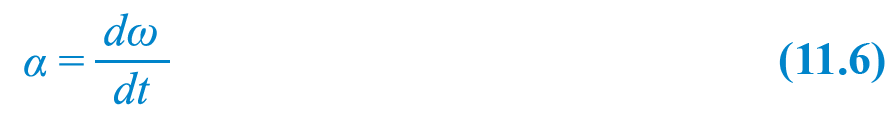 α = dω/dt (11.6)